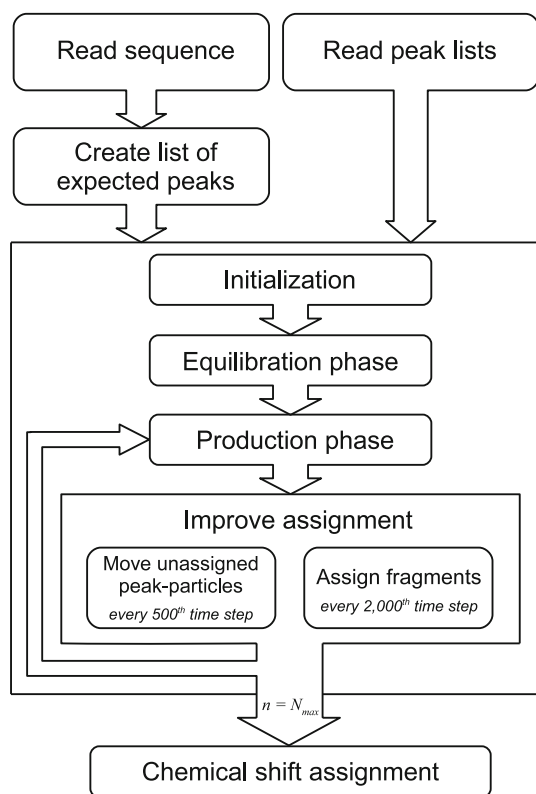 Read sequence
Read peak lists
Create list of
expected peaks
Initialization
Equilibration phase
Production phase
Improve assignment
Move unassigned
peak-particles
every 500th time step
Assign fragments
every 2,000th time step
n = Nmax
Chemical shift assignment